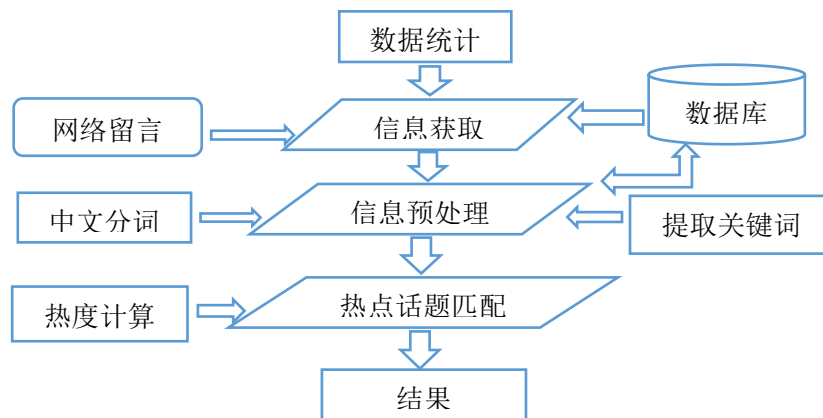 数据统计
网络留言
信息获取
数据库
中文分词
信息预处理
提取关键词
热度计算
热点话题匹配
结果